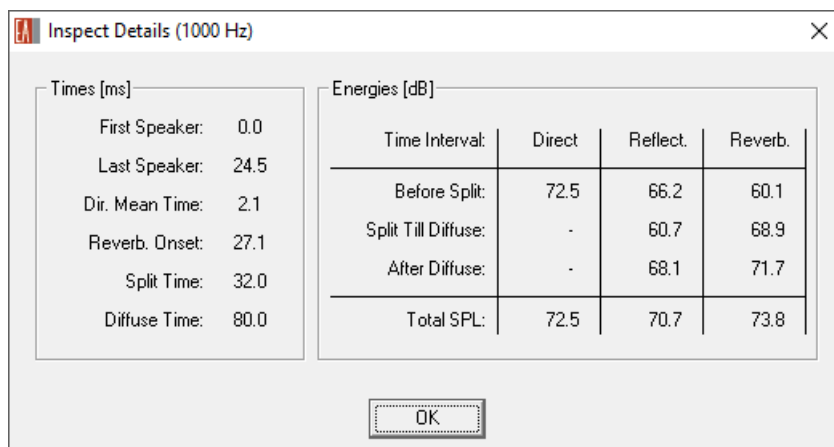 EA Inspect Details (1000 Hz)
Times [ms]
First Speaker: 0.0
Last Speaker: 24.5
Dir. Mean Time: 2.1
Reverb. Onset: 27.1
Split Time: 32.0
Diffuse Time: 80.0
Energies [dB]
Time Interval: Direct Reflect. Reverb.
Before Split: 72.5 66.2 60.1
Split Till Diffuse: - 60.7 68.9
After Diffuse: - 68.1 71.7
Total SPL: 72.5 70.7 73.8
OK